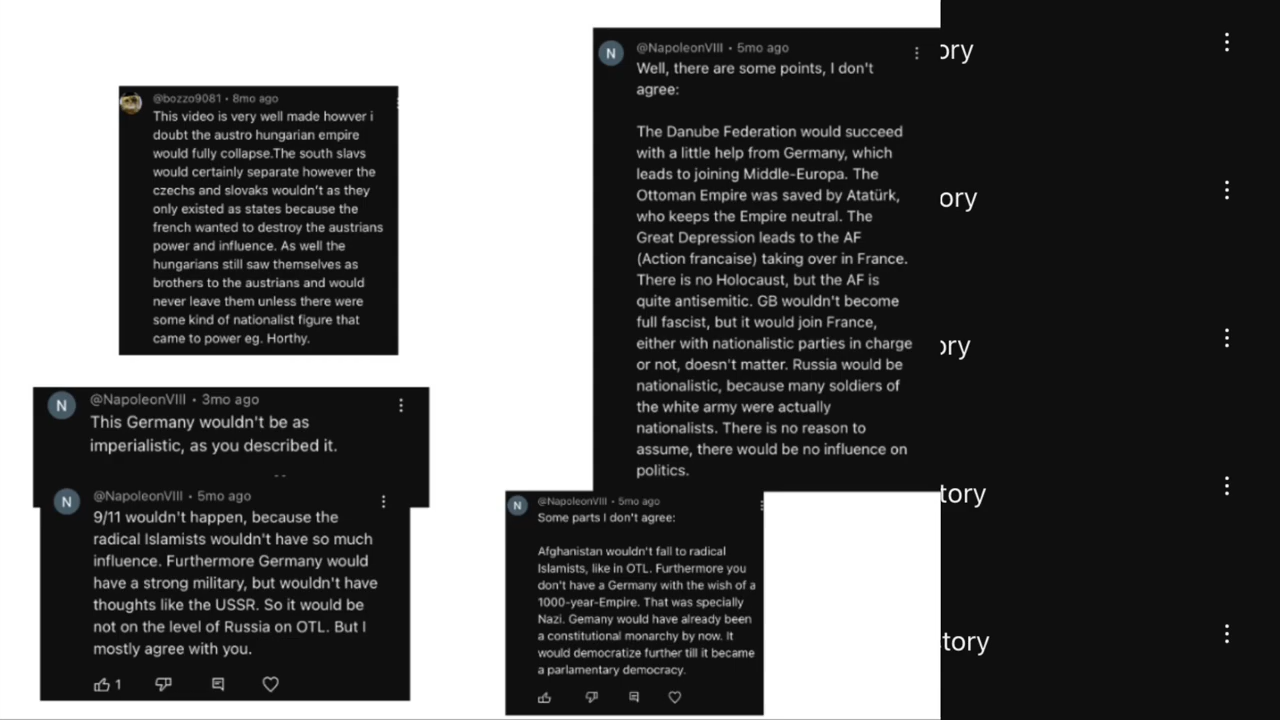 @bozzo9081 • 8mo ago
This video is very well made howver i
doubt the austro hungarian empire
would fully collapse.The south slavs
would certainly separate however the
czechs and slovaks wouldn't as they
only existed as states because the
french wanted to destroy the austrians
power and influence. As well the
hungarians still saw themselves as
brothers to the austrians and would
never leave them unless there were
some kind of nationalist figure that
came to power eg. Horthy.
N
@NapoleonVIII • 3mo ago
This Germany wouldn't be as
imperialistic, as you described it.
N
@NapoleonVIII • 5mo ago
9/11 wouldn't happen, because the
radical Islamists wouldn't have so much
influence. Furthermore Germany would
have a strong military, but wouldn't have
thoughts like the USSR. So it would be
not on the level of Russia on OTL. But I
mostly agree with you.
1
N
@NapoleonVIII • 5mo ago
Well, there are some points, I don't
agree:
The Danube Federation would succeed
with a little help from Germany, which
leads to joining Middle-Europa. The
Ottoman Empire was saved by Atatürk,
who keeps the Empire neutral. The
Great Depression leads to the AF
(Action francaise) taking over in France.
There is no Holocaust, but the AF is
quite antisemitic. GB wouldn't become
full fascist, but it would join France,
either with nationalistic parties in charge
or not, doesn't matter. Russia would be
nationalistic, because many soldiers of
the white army were actually
nationalists. There is no reason to
assume, there would be no influence on
politics.
N
@NapoleonVIII • 5mo ago
Some parts I don't agree:
Afghanistan wouldn't fall to radical
Islamists, like in OTL. Furthermore you
don't have a Germany with the wish of a
1000-year-Empire. That was specially
Nazi. Gemany would have already been
a constitutional monarchy by now. It
would democratize further till it became
a parlamentary democracy.
ory
ory
ory
tory
story